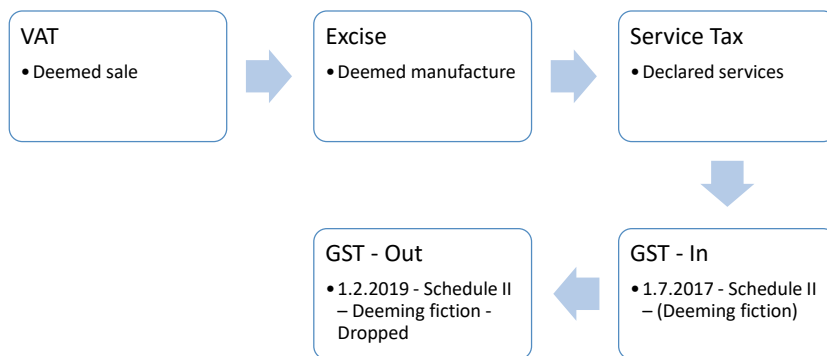 VAT
• Deemed sale
Excise
• Deemed manufacture
Service Tax
• Declared services
GST - In
• 1.7.2017 - Schedule II
– (Deeming fiction)
GST - Out
• 1.2.2019 - Schedule II
– Deeming fiction -
Dropped